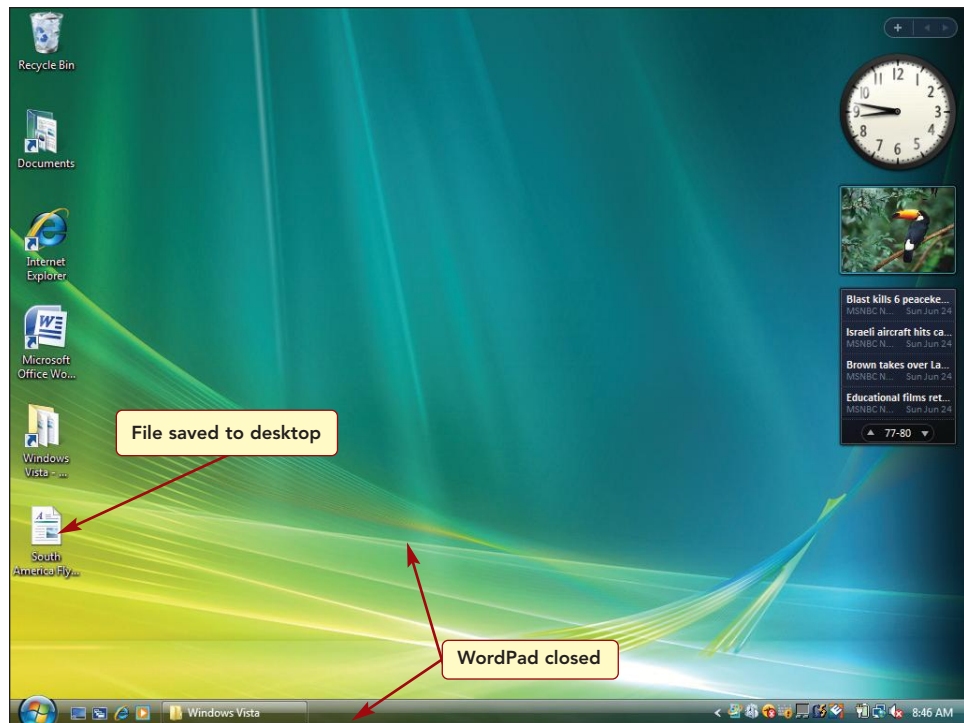 Recycle Bin
Documents
Internet
Explorer
Microsoft
Office Wo...
Windows
Vista - ...
South
America Fly...
File saved to desktop
WordPad closed
12
1
2
3
4
5
6
7
8
9
10
11
Blast kills 6 peaceke...
MSNBC N... Sun Jun 24
Israeli aircraft hits ca...
MSNBC N... Sun Jun 24
Brown takes over La...
MSNBC N... Sun Jun 24
Educational films ret...
MSNBC N... Sun Jun 24
77-80
Windows Vista
8:46 AM